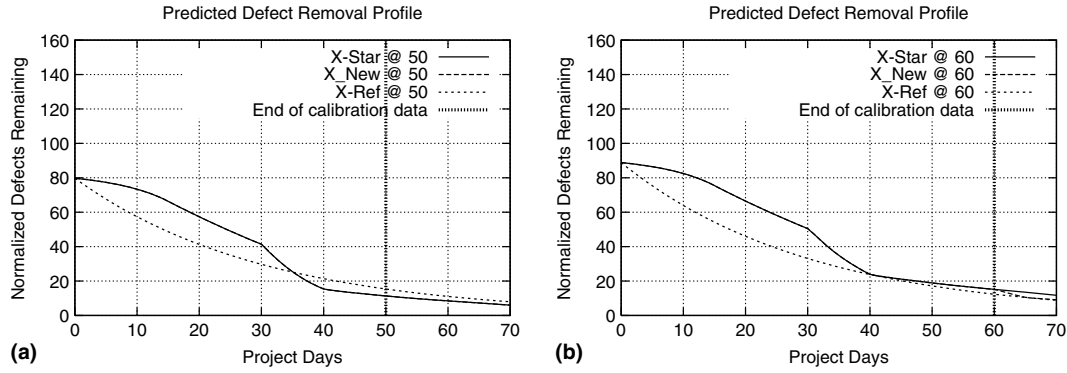 Predicted Defect Removal Profile
160
140
120
100
80
60
40
20
0
Normalized Defects Remaining
X-Star @ 50
X_New @ 50
X-Ref @ 50
End of calibration data
0 10 20 30 40 50 60 70
Project Days
(a)
Predicted Defect Removal Profile
160
140
120
100
80
60
40
20
0
Normalized Defects Remaining
X-Star @ 60
X_New @ 60
X-Ref @ 60
End of calibration data
0 10 20 30 40 50 60 70
Project Days
(b)